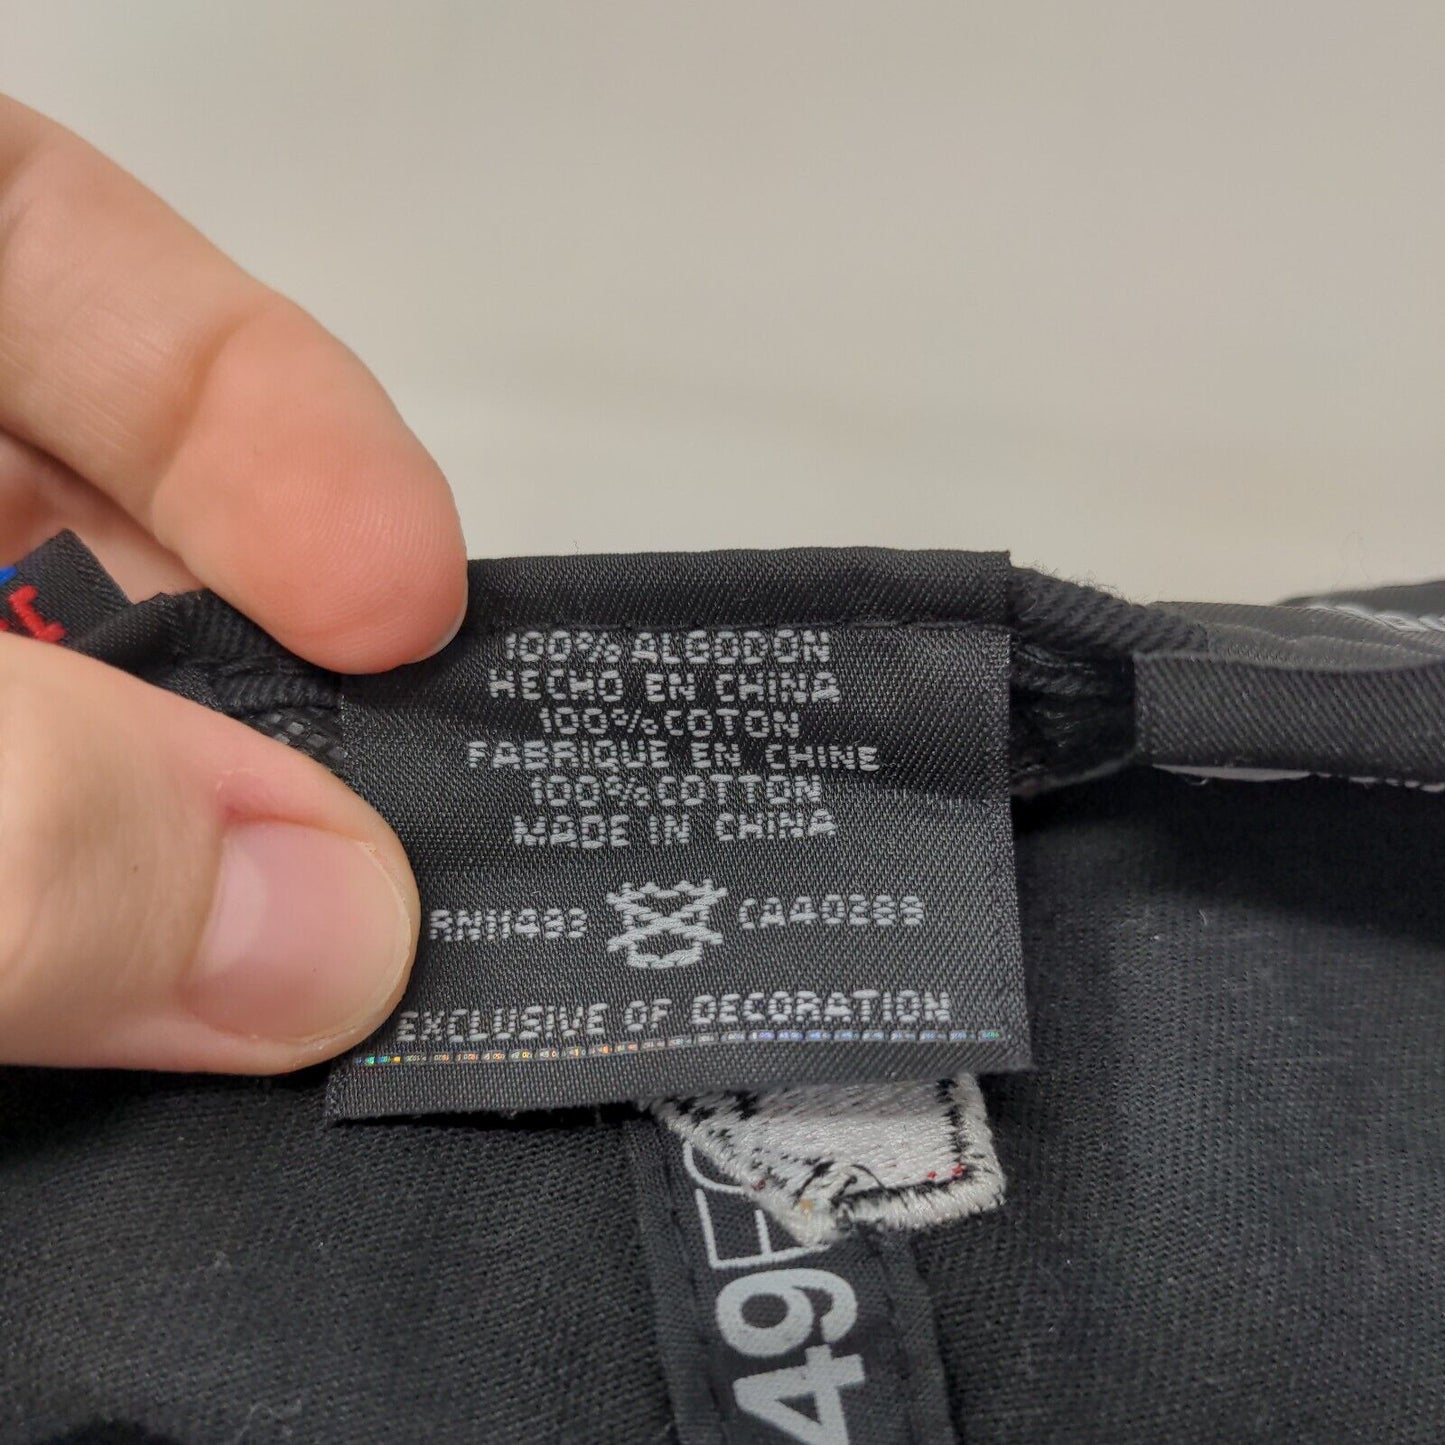 100% ALGODON
HECHO EN CHINA
100% COTON
FABRIQUE EN CHINE
100% COTTON
MADE IN CHINA
RN11493 CA40288
EXCLUSIVE OF DECORATION
49